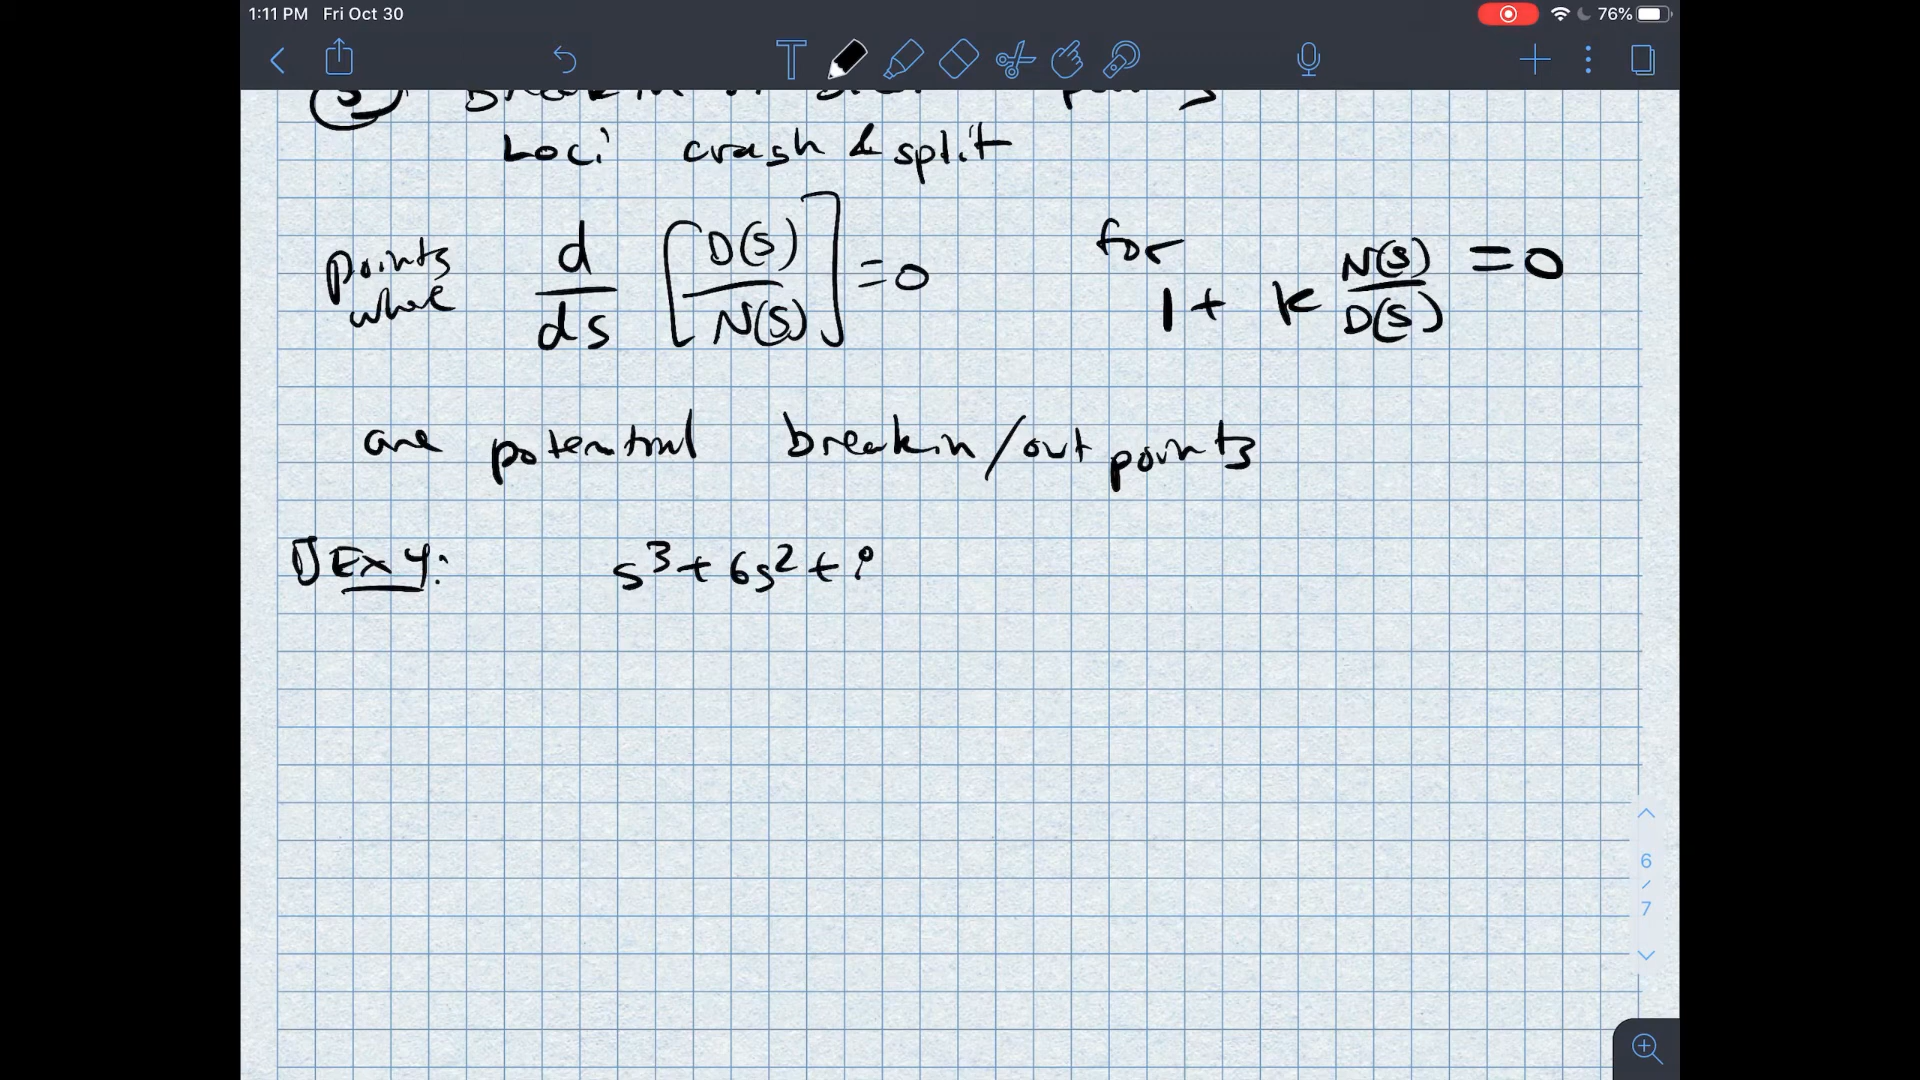 1:11 PM Fri Oct 30 76%
Loci crash & split
points where d/ds [D(s)/N(s)] = 0 for 1 + K N(s)/D(s) = 0
are potential breakin/out points
Ex 4: s³ + 6s² +
6
7